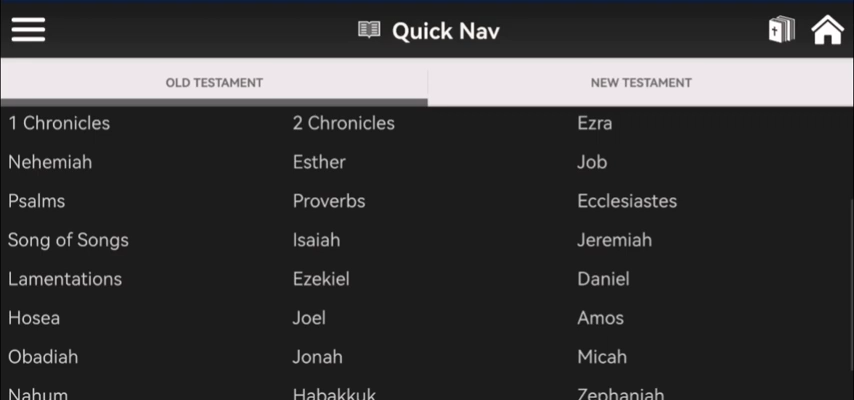 Quick Nav
OLD TESTAMENT NEW TESTAMENT
1 Chronicles 2 Chronicles Ezra
Nehemiah Esther Job
Psalms Proverbs Ecclesiastes
Song of Songs Isaiah Jeremiah
Lamentations Ezekiel Daniel
Hosea Joel Amos
Obadiah Jonah Micah
Nahum Habakkuk Zephaniah